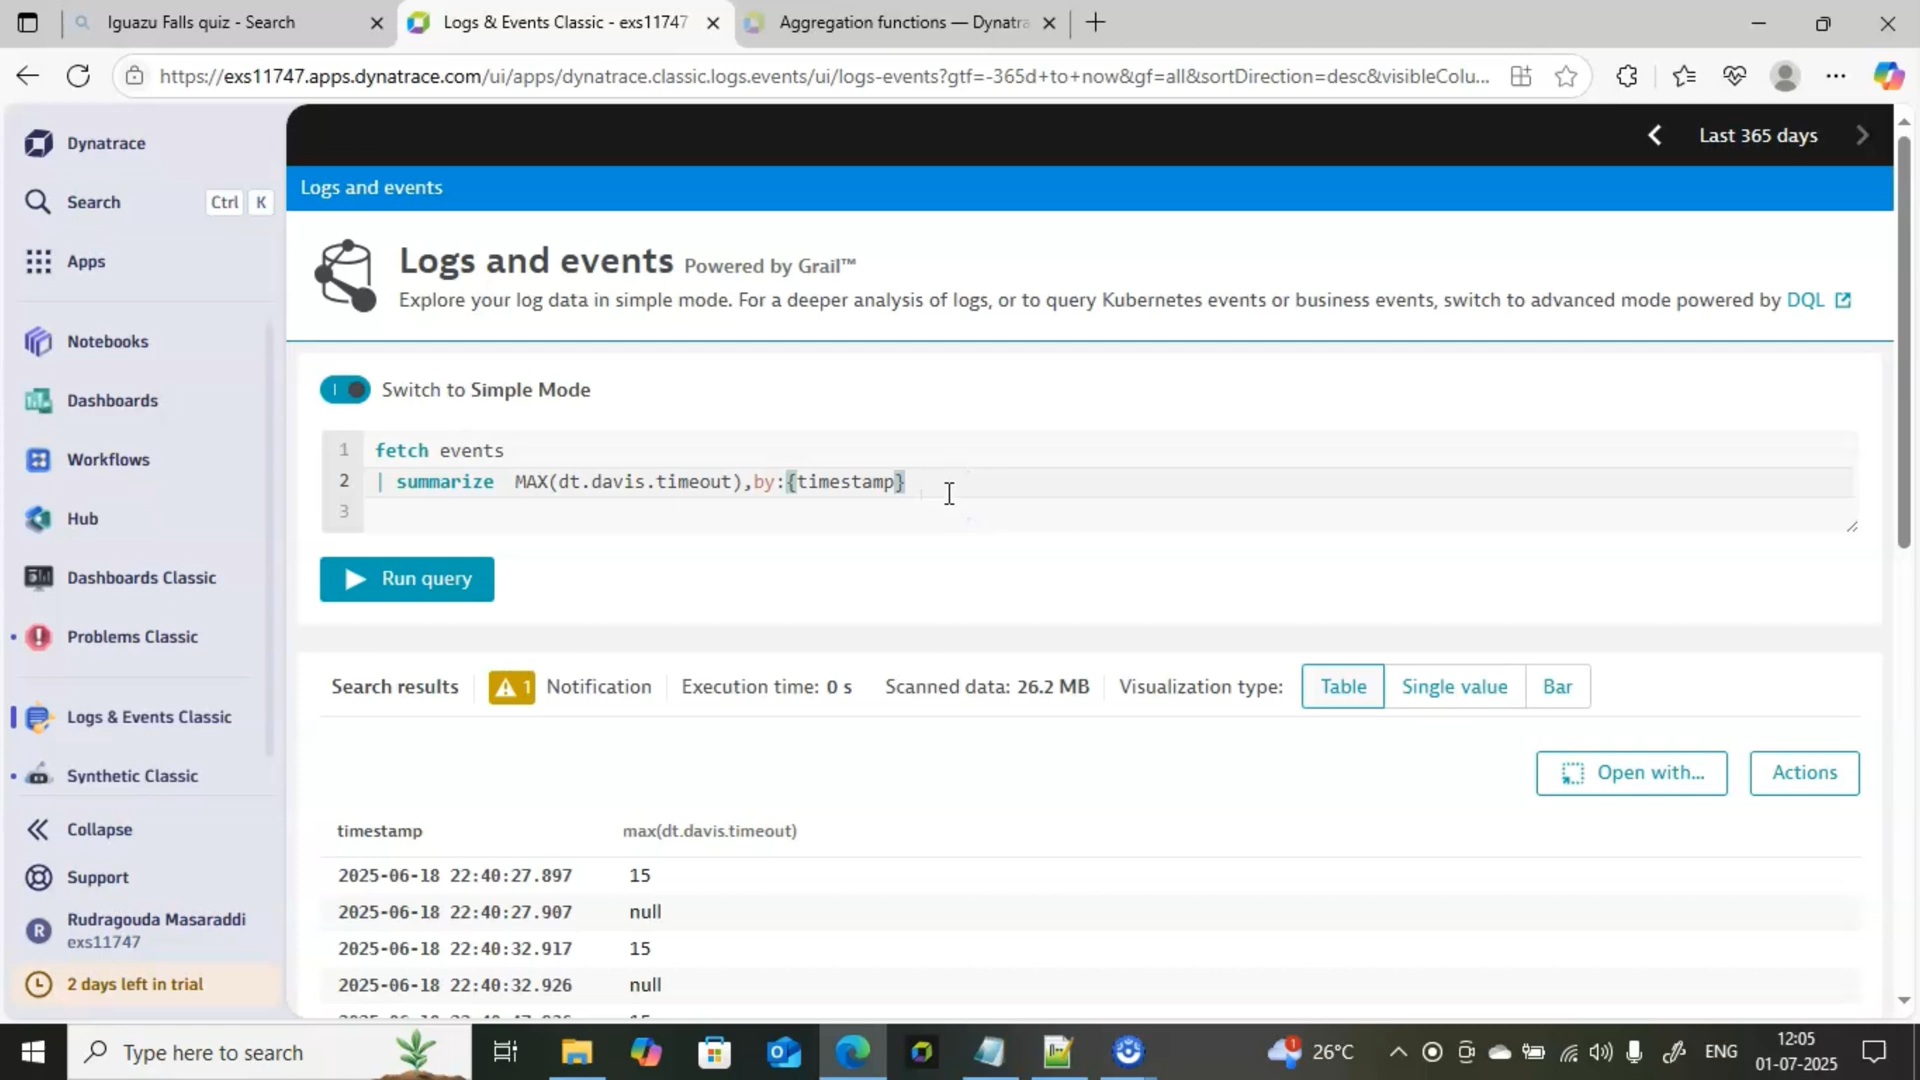 Iguazu Falls quiz - Search
Logs & Events Classic - exs11747
Aggregation functions — Dynatra
https://exs11747.apps.dynatrace.com/ui/apps/dynatrace.classic.logs.events/ui/logs-events?gtf=-365d+to+now&gf=all&sortDirection=desc&visibleColu...
Dynatrace
Search Ctrl K
Apps
Notebooks
Dashboards
Workflows
Hub
Dashboards Classic
Problems Classic
Logs & Events Classic
Synthetic Classic
Collapse
Support
Rudragouda Masaraddi
exs11747
2 days left in trial
Last 365 days
Logs and events
Logs and events Powered by Grail™
Explore your log data in simple mode. For a deeper analysis of logs, or to query Kubernetes events or business events, switch to advanced mode powered by DQL
Switch to Simple Mode
1 fetch events
2 | summarize  MAX(dt.davis.timeout),by:{timestamp}
3
Run query
Search results 1 Notification Execution time: 0 s Scanned data: 26.2 MB Visualization type: Table Single value Bar
Open with... Actions
timestamp max(dt.davis.timeout)
2025-06-18 22:40:27.897 15
2025-06-18 22:40:27.907 null
2025-06-18 22:40:32.917 15
2025-06-18 22:40:32.926 null
Type here to search
1 26°C
ENG
12:05
01-07-2025